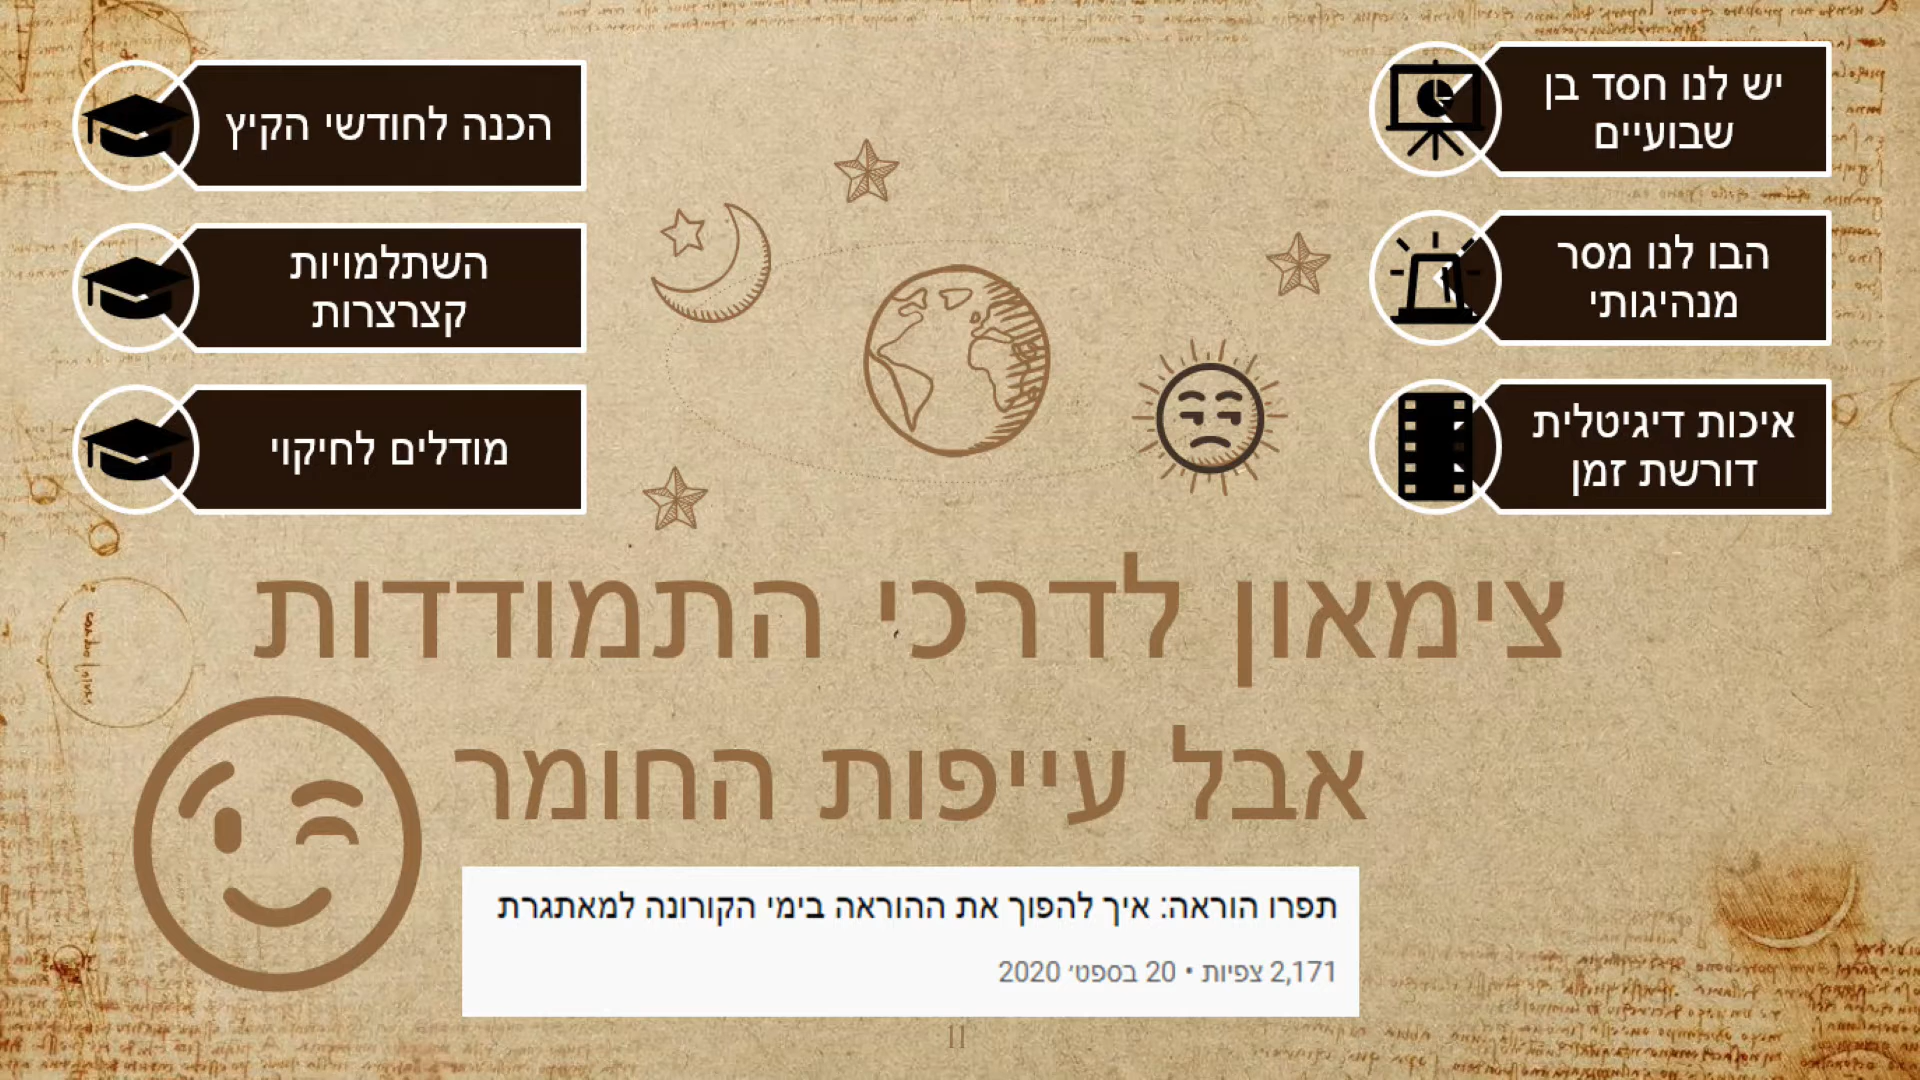 יש לנו חסד בן
שבועיים
הבו לנו מסר
מנהיגותי
איכות דיגיטלית
דורשת זמן
הכנה לחודשי הקיץ
השתלמויות
קצרצרות
מודלים לחיקוי
צימאון לדרכי התמודדות
אבל עייפות החומר
תפרו הוראה: איך להפוך את ההוראה בימי הקורונה למאתגרת
2,171 צפיות • 20 בספט׳ 2020
11